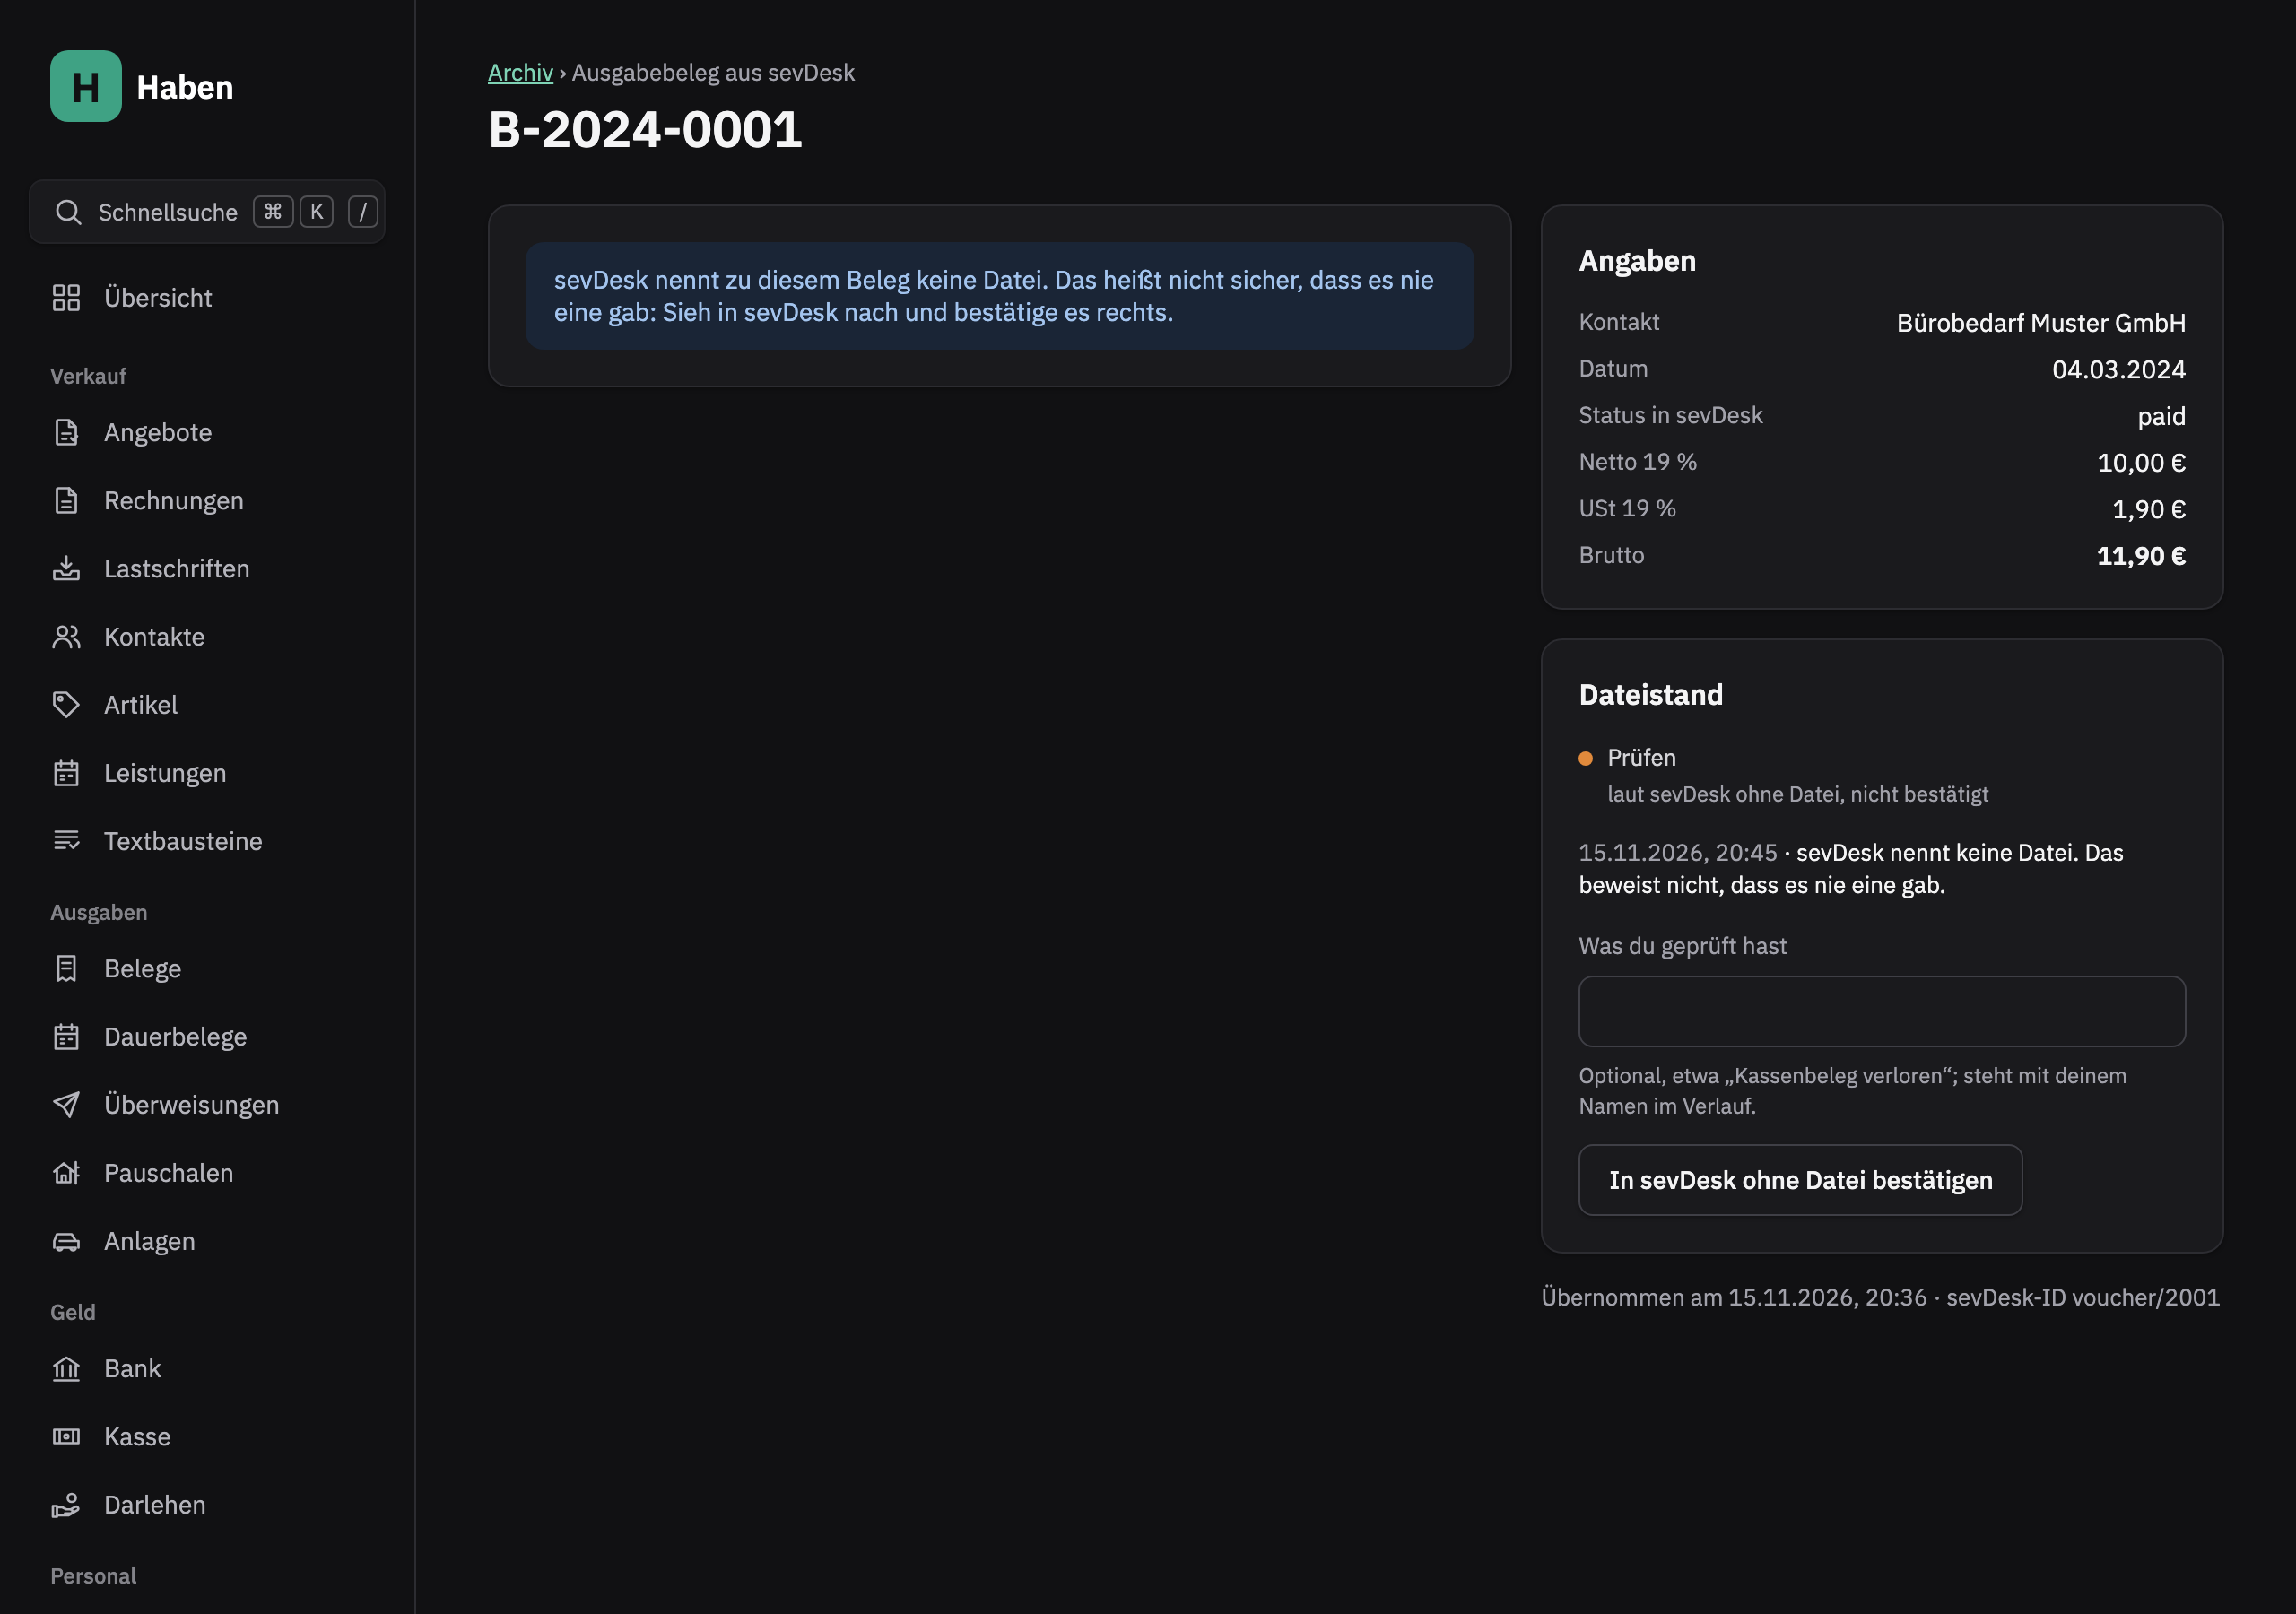 H Haben
Schnellsuche ⌘ K /
Übersicht
Verkauf
Angebote
Rechnungen
Lastschriften
Kontakte
Artikel
Leistungen
Textbausteine
Ausgaben
Belege
Dauerbelege
Überweisungen
Pauschalen
Anlagen
Geld
Bank
Kasse
Darlehen
Personal
Archiv › Ausgabebeleg aus sevDesk
B-2024-0001
sevDesk nennt zu diesem Beleg keine Datei. Das heißt nicht sicher, dass es nie
eine gab: Sieh in sevDesk nach und bestätige es rechts.
Angaben
Kontakt Bürobedarf Muster GmbH
Datum 04.03.2024
Status in sevDesk paid
Netto 19 % 10,00 €
USt 19 % 1,90 €
Brutto 11,90 €
Dateistand
Prüfen
laut sevDesk ohne Datei, nicht bestätigt
15.11.2026, 20:45 · sevDesk nennt keine Datei. Das
beweist nicht, dass es nie eine gab.
Was du geprüft hast
Optional, etwa „Kassenbeleg verloren“; steht mit deinem
Namen im Verlauf.
In sevDesk ohne Datei bestätigen
Übernommen am 15.11.2026, 20:36 · sevDesk-ID voucher/2001